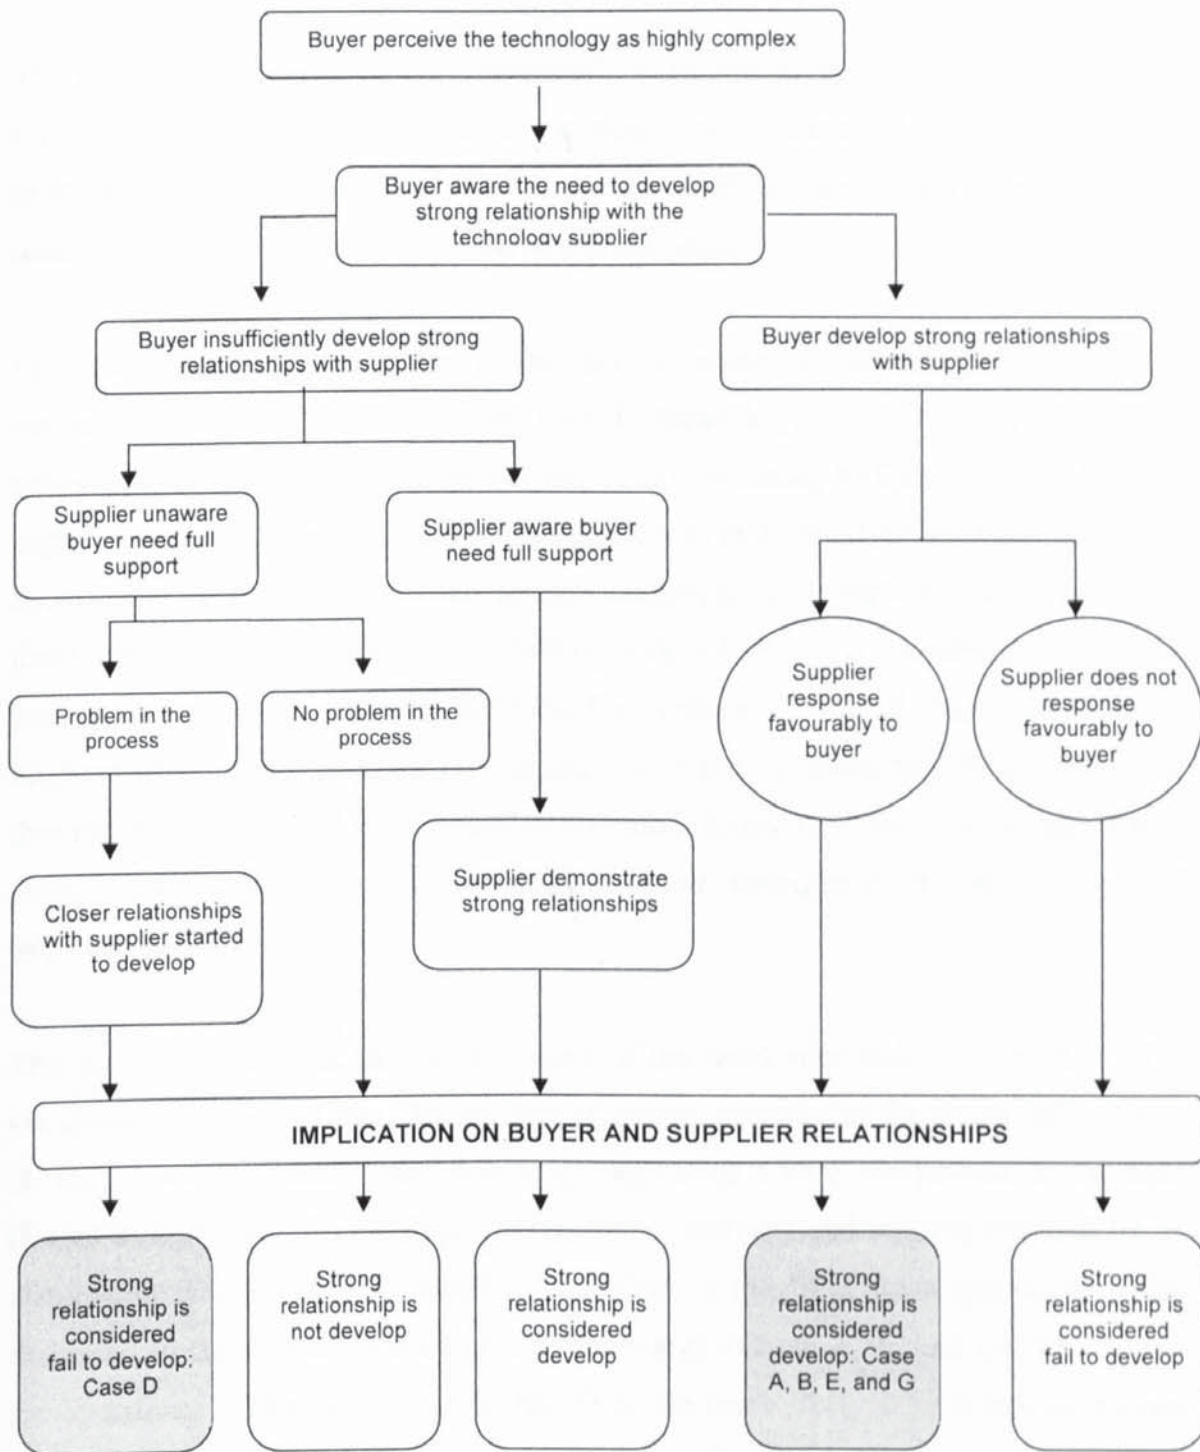 Buyer perceive the technology as highly complex
Buyer aware the need to develop
strong relationship with the
technology supplier
Buyer insufficiently develop strong
relationships with supplier
Buyer develop strong relationships
with supplier
Supplier unaware
buyer need full
support
Supplier aware buyer
need full support
Supplier
response
favourably to
buyer
Supplier does not
response
favourably to
buyer
Problem in the
process
No problem in the
process
Closer relationships
with supplier started
to develop
Supplier demonstrate
strong relationships
IMPLICATION ON BUYER AND SUPPLIER RELATIONSHIPS
Strong
relationship is
considered
fail to develop:
Case D
Strong
relationship is
not develop
Strong
relationship is
considered
develop
Strong
relationship is
considered
develop: Case
A, B, E, and G
Strong
relationship is
considered
fail to develop